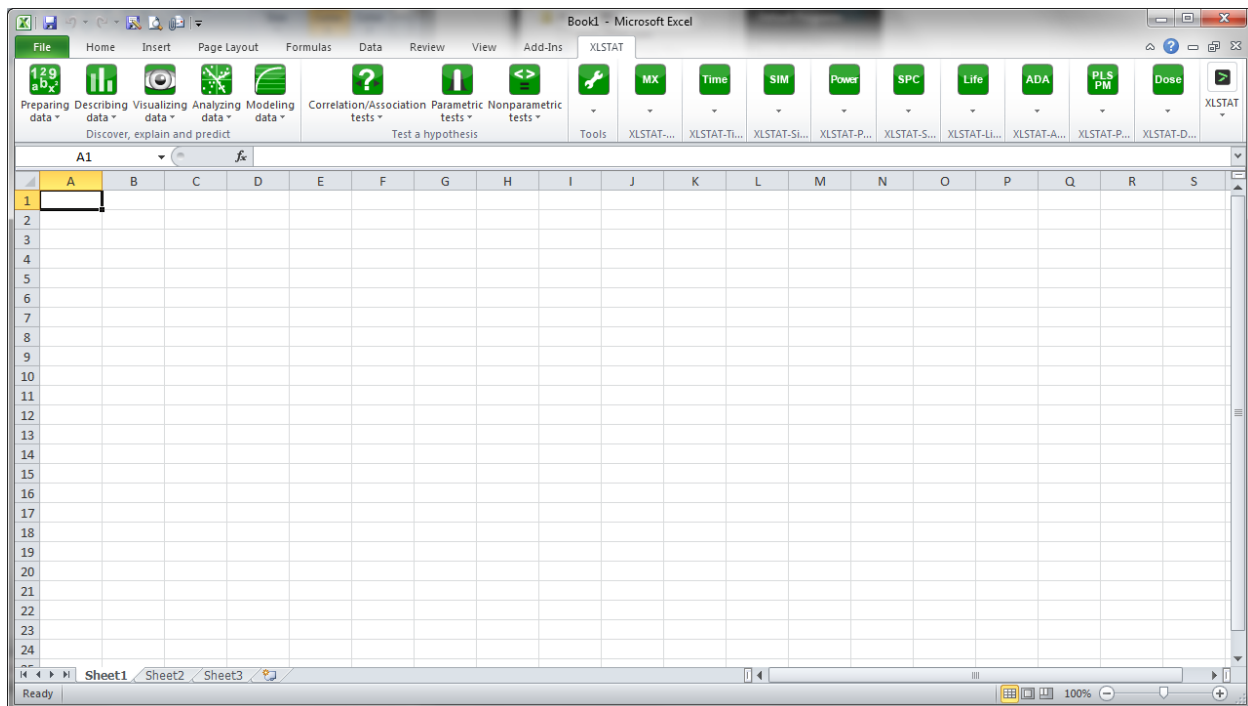 Book1 - Microsoft Excel
File Home Insert Page Layout Formulas Data Review View Add-Ins XLSTAT
129 abx² ? <> = MX Time SIM Power SPC Life ADA PLS PM Dose >
Preparing data Describing data Visualizing data Analyzing data Modeling data Correlation/Association tests Parametric tests Nonparametric tests XLSTAT
Discover, explain and predict Test a hypothesis Tools XLSTAT-... XLSTAT-Ti... XLSTAT-Si... XLSTAT-P... XLSTAT-S... XLSTAT-Li... XLSTAT-A... XLSTAT-P... XLSTAT-D...
A1 fx
A B C D E F G H I J K L M N O P Q R S
1
2
3
4
5
6
7
8
9
10
11
12
13
14
15
16
17
18
19
20
21
22
23
24
Sheet1 Sheet2 Sheet3
Ready 100%